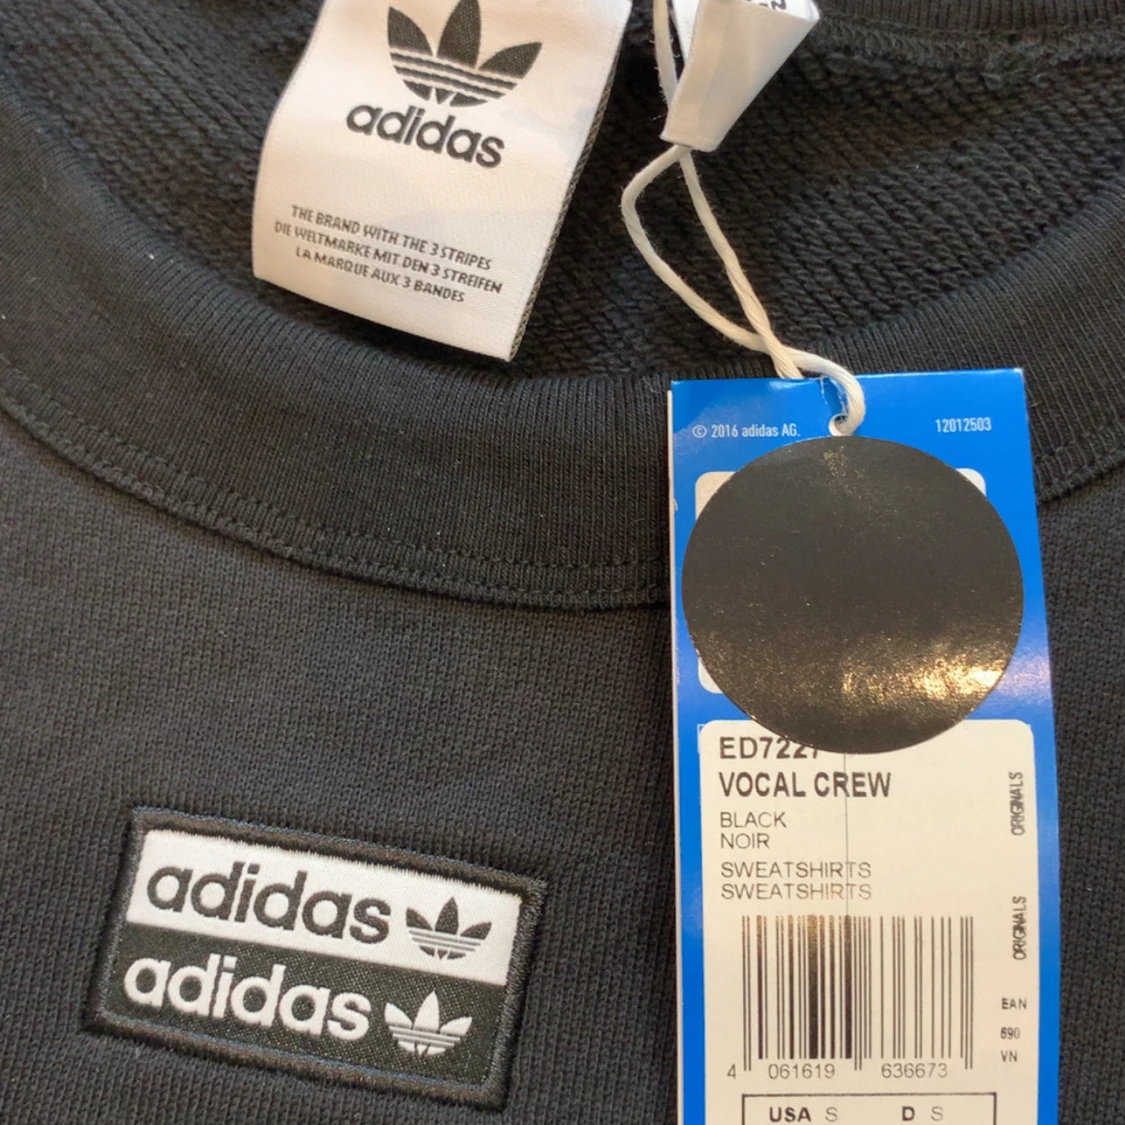 adidas
THE BRAND WITH THE 3 STRIPES
DIE WELTMARKE MIT DEN 3 STREIFEN
LA MARQUE AUX 3 BANDES
© 2016 adidas AG.
12012503
ED7227
VOCAL CREW
BLACK
NOIR
SWEATSHIRTS
SWEATSHIRTS
ORIGINALS
ORIGINALS
EAN
690
VN
4 061619 636673
USA S D S
adidas
adidas